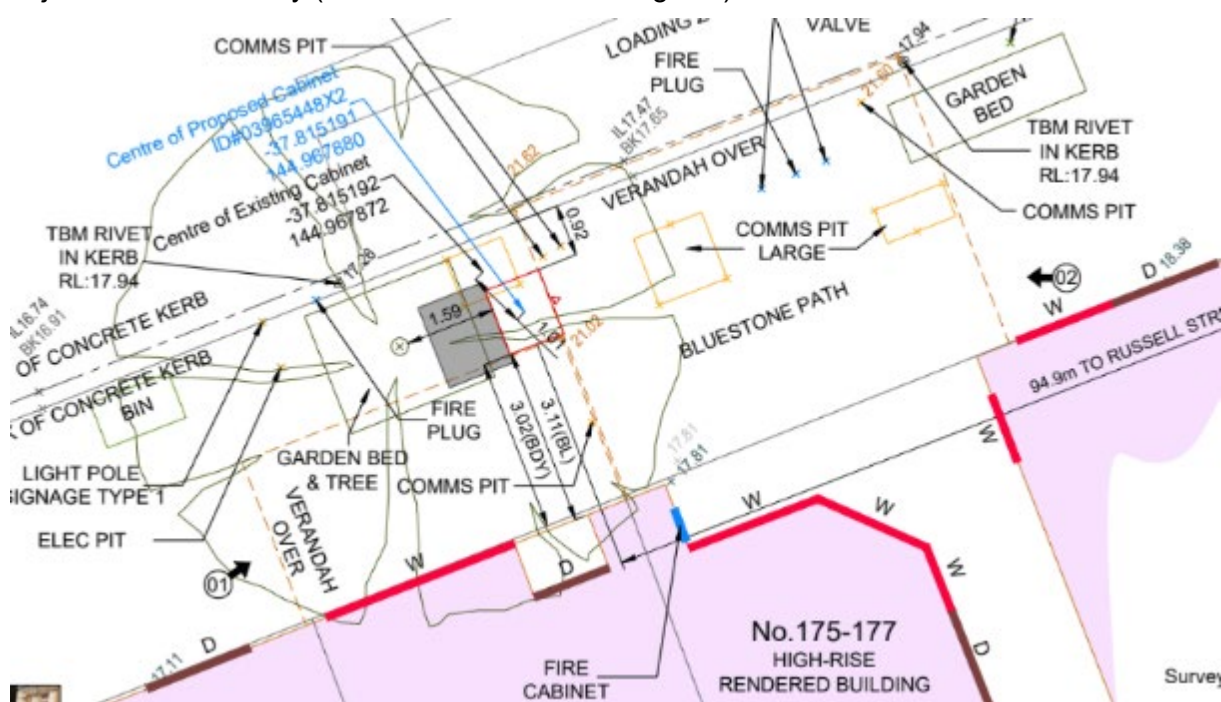 COMMS PIT
LOADING
VALVE
17.94
FIRE
PLUG
21.60
GARDEN
BED
Centre of Proposed Cabinet
ID#03965448X2
-37.815191
144.967880
IL17.47
BK17.65
TBM RIVET
IN KERB
RL:17.94
21.62
VERANDAH OVER
Centre of Existing Cabinet
-37.815192
144.967872
COMMS PIT
TBM RIVET
IN KERB
RL:17.94
0.92
COMMS PIT
LARGE
17.28
02
D
18.38
W
IL16.74
BK16.91
OF CONCRETE KERB
1.59
1.0
21.02
BLUESTONE PATH
OF CONCRETE KERB
BIN
94.9m TO RUSSELL STR
FIRE
PLUG
3.02(BDY)
3.11(BL)
17.81
17.81
W
LIGHT POLE
SIGNAGE TYPE 1
GARDEN BED
& TREE
COMMS PIT
VERANDAH
OVER
ELEC PIT
W
W
W
01
W
D
D
17.11
D
FIRE
CABINET
No.175-177
HIGH-RISE
RENDERED BUILDING
Survey